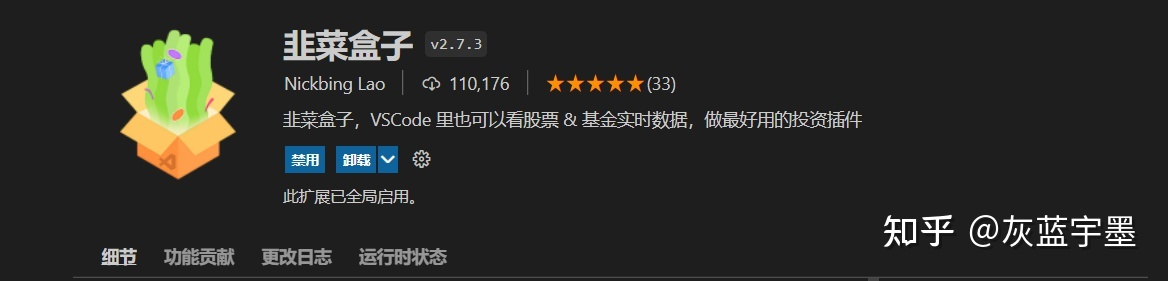 韭菜盒子 v2.7.3
Nickbing Lao 110,176 (33)
韭菜盒子，VSCode 里也可以看股票 & 基金实时数据，做最好用的投资插件
禁用 卸载
此扩展已全局启用。
知乎 @灰蓝宇墨
细节 功能贡献 更改日志 运行时状态